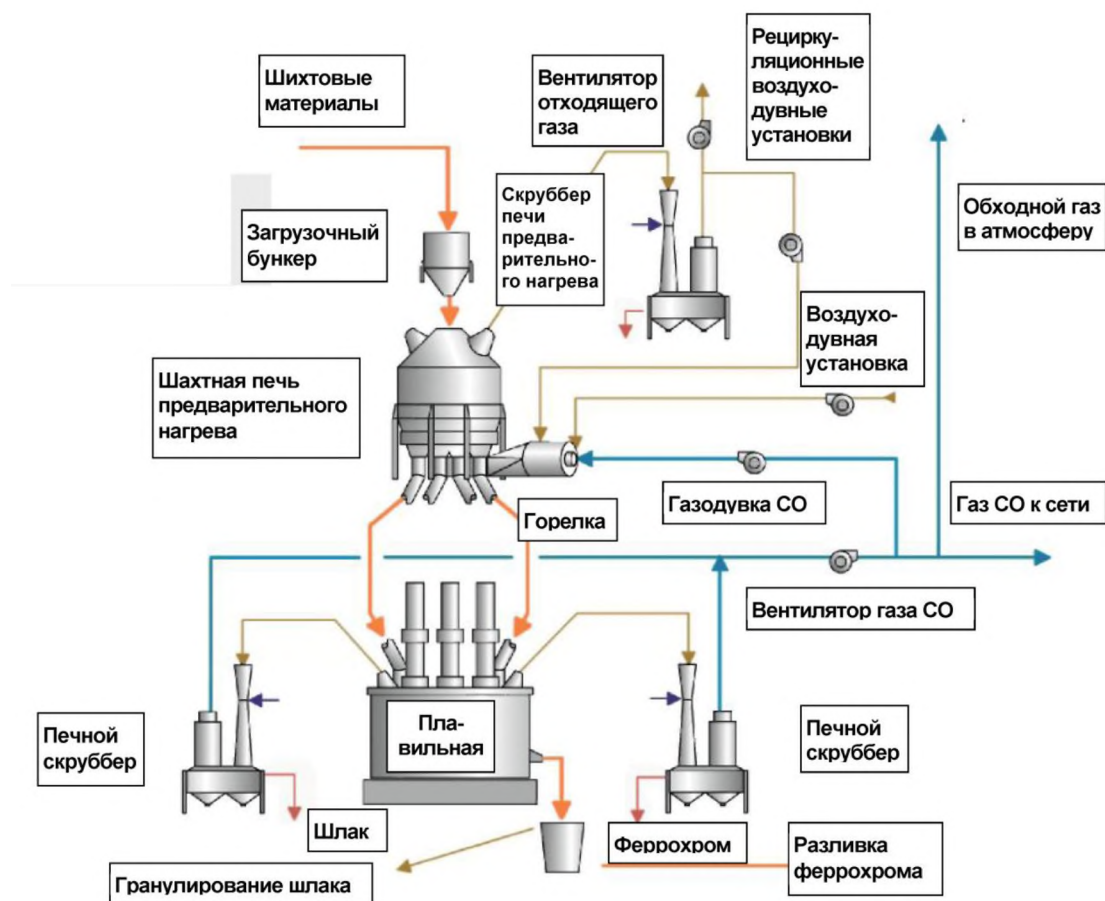 Шихтовые
материалы
Вентилятор
отходящего
газа
Рецирку-
ляционные
воздухо-
дувные
установки
Загрузочный
бункер
Скруббер
печи
предва-
рительно-
го нагрева
Обходной газ
в атмосферу
Воздухо-
дувная
установка
Шахтная печь
предварительного
нагрева
Горелка
Газодувка СО
Газ СО к сети
Вентилятор газа СО
Печной
скруббер
Пла-
вильная
Печной
скруббер
Шлак
Феррохром
Разливка
феррохрома
Гранулирование шлака